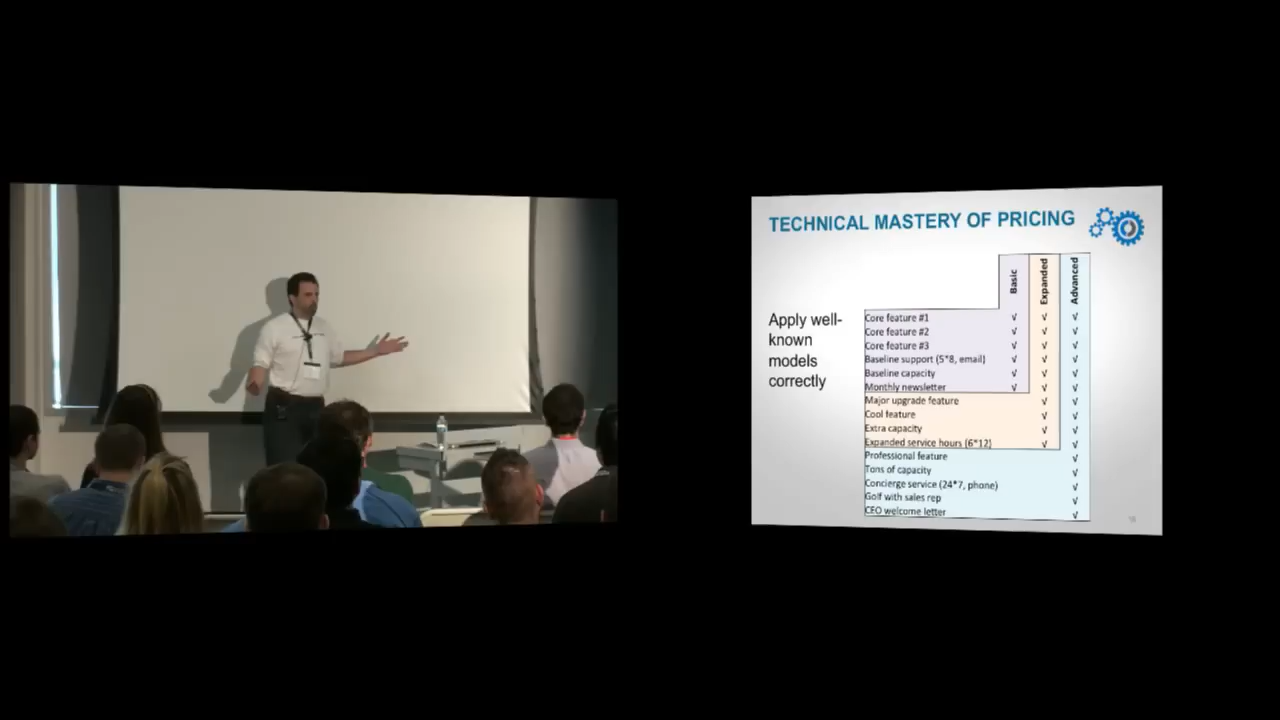 TECHNICAL MASTERY OF PRICING
Apply well-
known
models
correctly
Basic
Expanded
Advanced
Core feature #1 √ √ √
Core feature #2 √ √ √
Core feature #3 √ √ √
Baseline support (5*8, email) √ √ √
Baseline capacity √ √ √
Monthly newsletter √ √ √
Major upgrade feature √ √
Cool feature √ √
Extra capacity √ √
Expanded service hours (6*12) √ √
Professional feature √
Tons of capacity √
Concierge service (24*7, phone) √
Golf with sales rep √
CEO welcome letter √